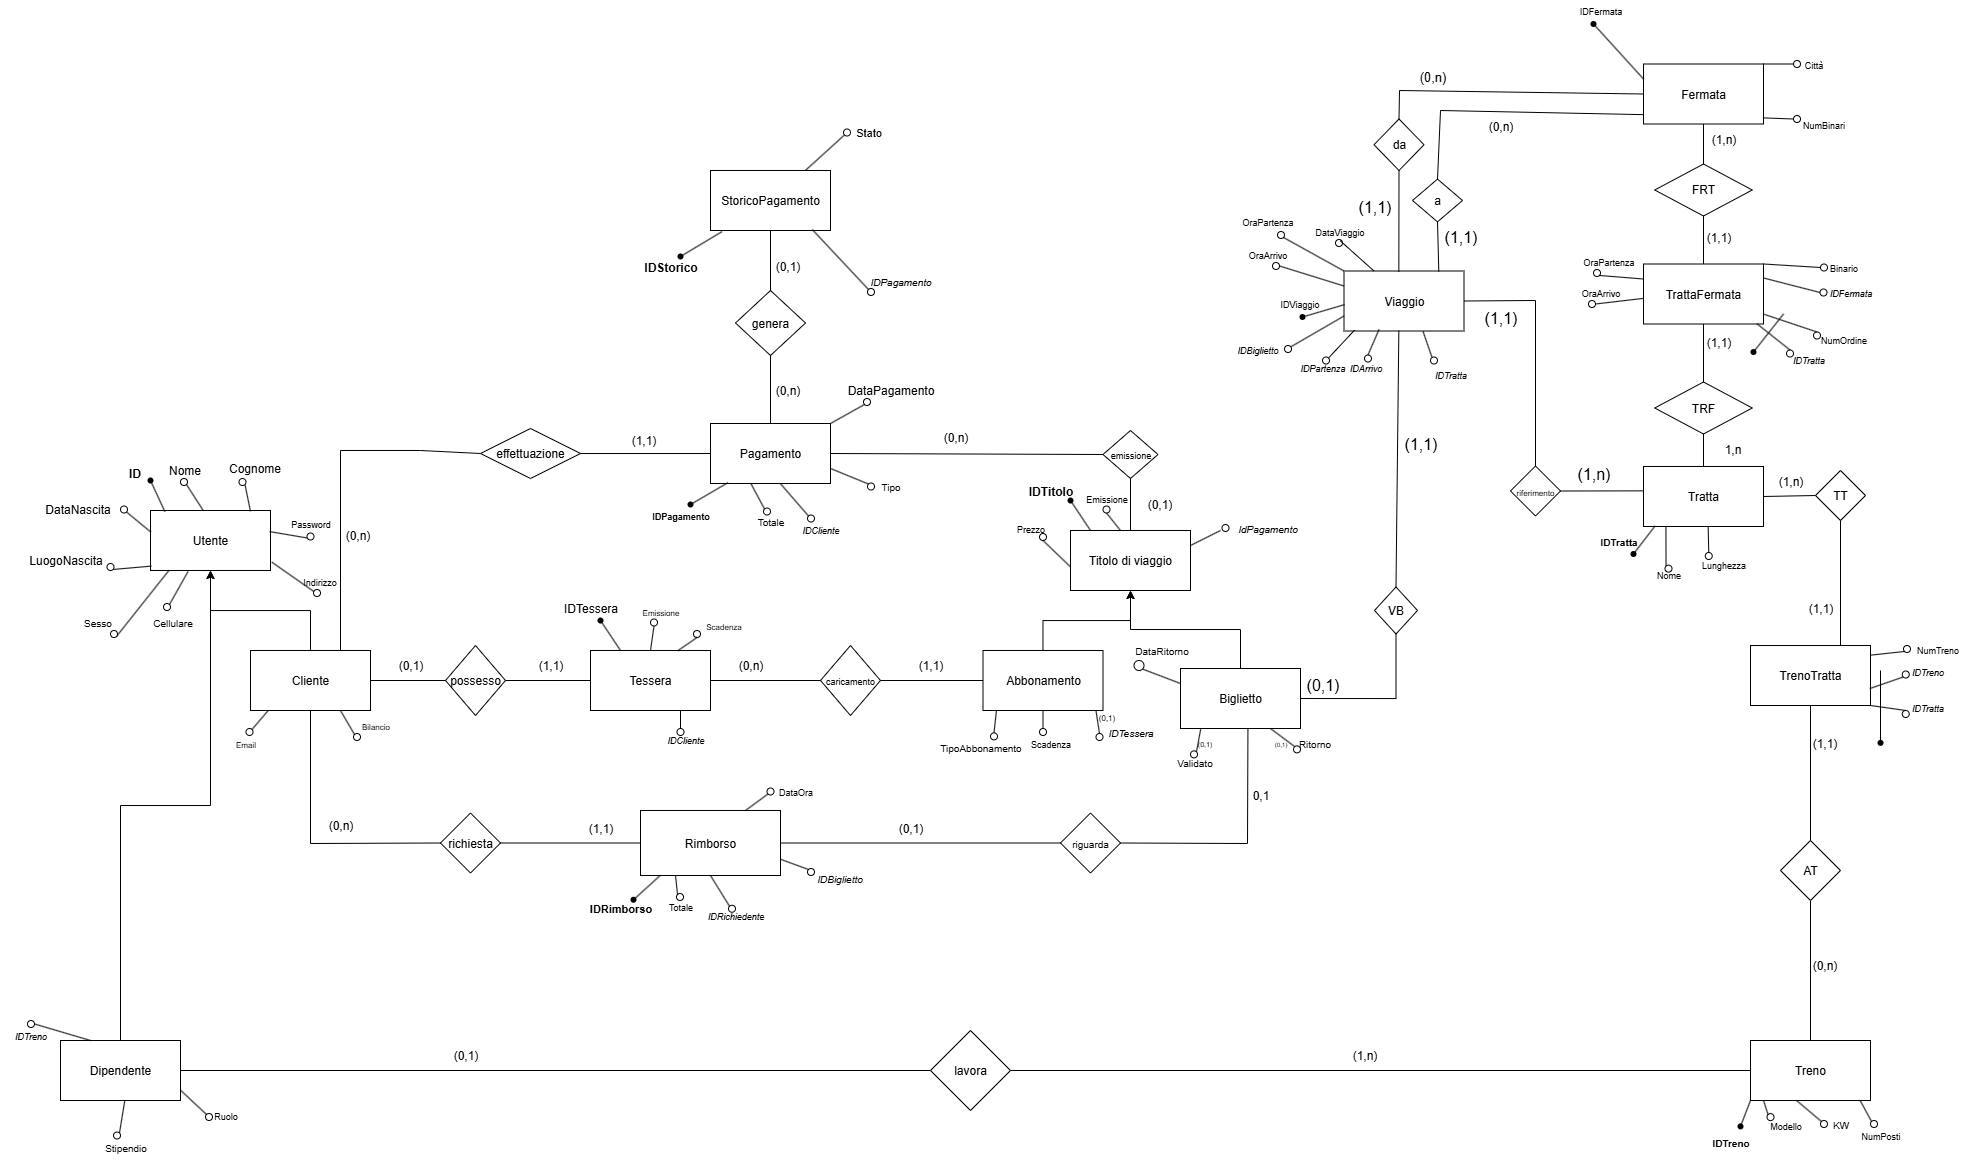 IDFermata
Città
Fermata
NumBinari
(0,n)
(0,n)
(1,n)
da
a
FRT
(1,1)
(1,1)
(1,1)
Stato
StoricoPagamento
IDStorico
IDPagamento
(0,1)
genera
(0,n)
OraPartenza
DataViaggio
OraArrivo
IDViaggio
Viaggio
IDBiglietto
IDPartenza
IDArrivo
IDTratta
(1,1)
(1,1)
OraPartenza
OraArrivo
TrattaFermata
Binario
IDFermata
NumOrdine
IDTratta
(1,1)
TRF
1,n
DataPagamento
effettuazione
(1,1)
Pagamento
(0,n)
emissione
(0,1)
Tipo
IDPagamento
Totale
IDCliente
ID
Nome
Cognome
DataNascita
Password
Utente
LuogoNascita
Indirizzo
Sesso
Cellulare
(0,n)
IDTitolo
Emissione
Prezzo
IdPagamento
Titolo di viaggio
riferimento
(1,n)
Tratta
(1,n)
TT
IDTratta
Nome
Lunghezza
(1,1)
VB
IDTessera
Emissione
Scadenza
Cliente
(0,1)
possesso
(1,1)
Tessera
(0,n)
caricamento
(1,1)
Abbonamento
DataRitorno
Biglietto
(0,1)
Email
Bilancio
IDCliente
TipoAbbonamento
Scadenza
(0,1)
IDTessera
(0,1)
Validato
(0,1)
Ritorno
TrenoTratta
NumTreno
IDTreno
IDTratta
(1,1)
DataOra
(0,n)
richiesta
(1,1)
Rimborso
(0,1)
riguarda
0,1
IDBiglietto
IDRimborso
Totale
IDRichiedente
AT
(0,n)
IDTreno
Dipendente
(0,1)
lavora
(1,n)
Treno
Ruolo
Stipendio
IDTreno
Modello
KW
NumPosti